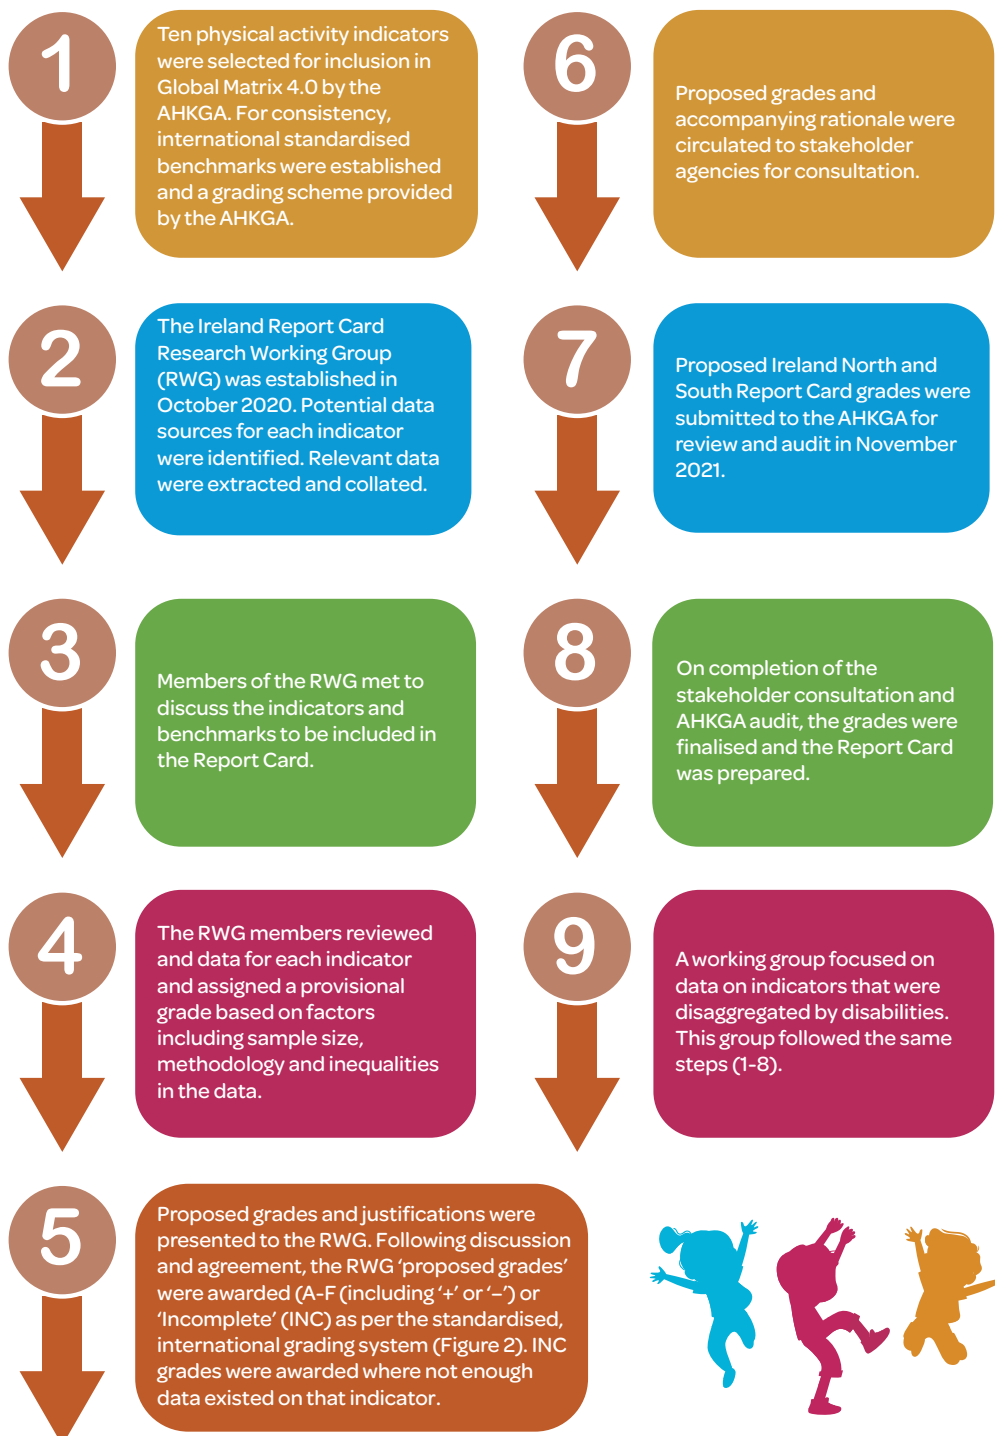 1
Ten physical activity indicators
were selected for inclusion in
Global Matrix 4.0 by the
AHKGA. For consistency,
international standardised
benchmarks were established
and a grading scheme provided
by the AHKGA.
2
The Ireland Report Card
Research Working Group
(RWG) was established in
October 2020. Potential data
sources for each indicator
were identified. Relevant data
were extracted and collated.
3
Members of the RWG met to
discuss the indicators and
benchmarks to be included in
the Report Card.
4
The RWG members reviewed
and data for each indicator
and assigned a provisional
grade based on factors
including sample size,
methodology and inequalities
in the data.
5
Proposed grades and justifications were
presented to the RWG. Following discussion
and agreement, the RWG ‘proposed grades’
were awarded (A-F (including ‘+’ or ‘–’) or
‘Incomplete’ (INC) as per the standardised,
international grading system (Figure 2). INC
grades were awarded where not enough
data existed on that indicator.
6
Proposed grades and
accompanying rationale were
circulated to stakeholder
agencies for consultation.
7
Proposed Ireland North and
South Report Card grades were
submitted to the AHKGA for
review and audit in November
2021.
8
On completion of the
stakeholder consultation and
AHKGA audit, the grades were
finalised and the Report Card
was prepared.
9
A working group focused on
data on indicators that were
disaggregated by disabilities.
This group followed the same
steps (1-8).